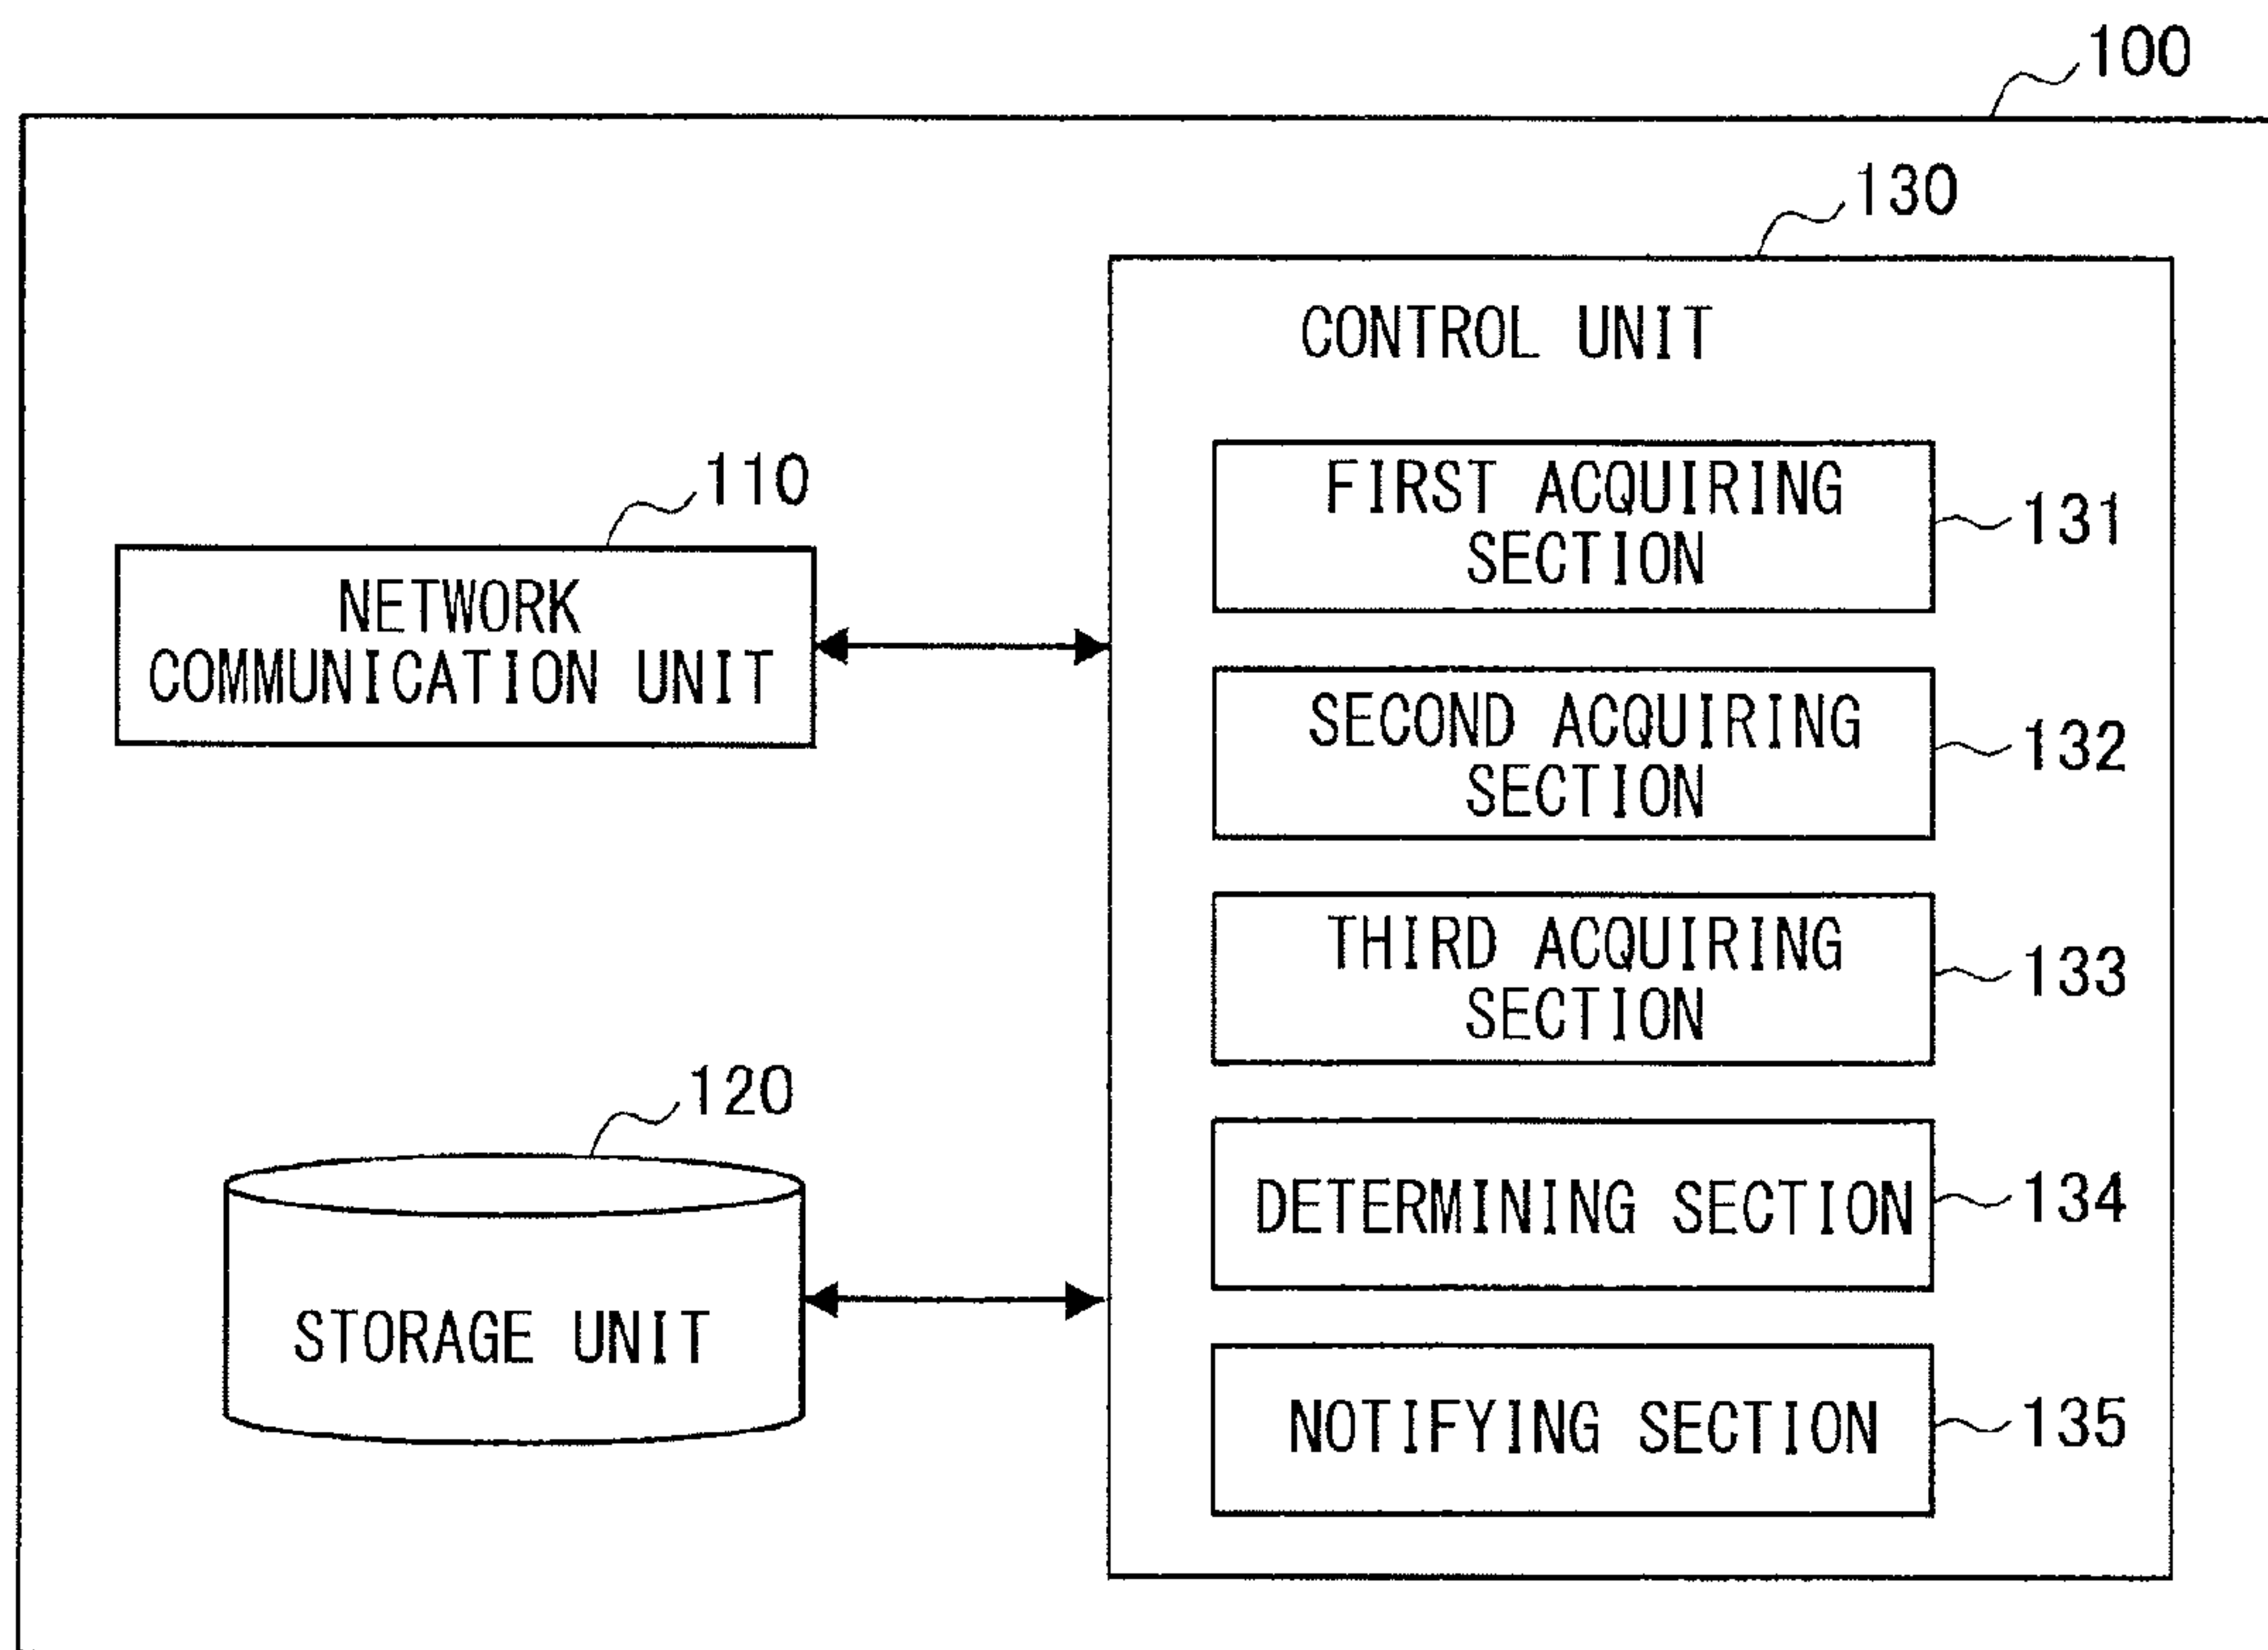 100
130
CONTROL UNIT
110
NETWORK
COMMUNICATION UNIT
FIRST ACQUIRING
SECTION
131
SECOND ACQUIRING
SECTION
132
THIRD ACQUIRING
SECTION
133
120
STORAGE UNIT
DETERMINING SECTION
134
NOTIFYING SECTION
135